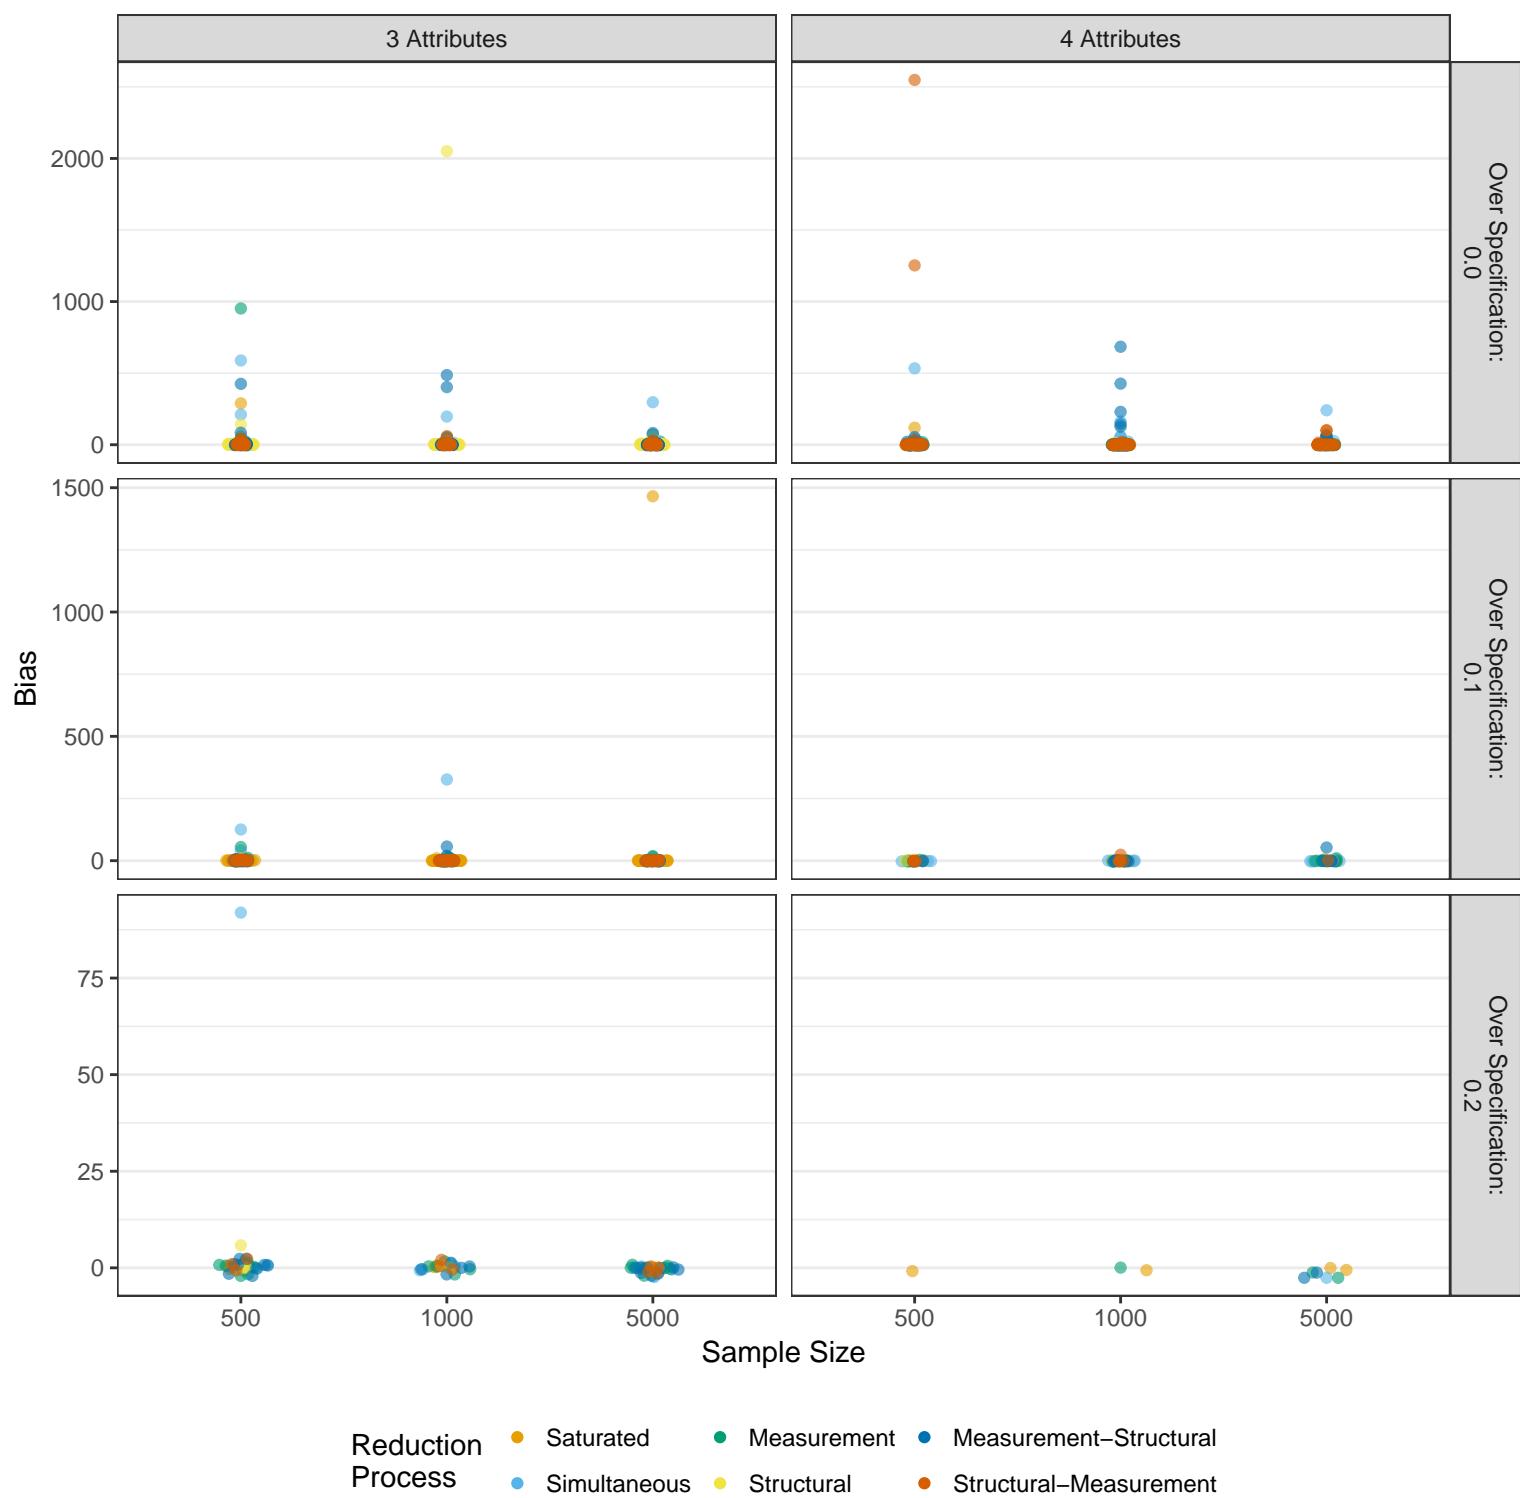 3 Attributes
4 Attributes
2000
1000
0
Over Specification:
0.0
1500
1000
500
0
Over Specification:
0.1
75
50
25
0
Over Specification:
0.2
Bias
500
1000
5000
500
1000
5000
Sample Size
Reduction
Process
Saturated
Measurement
Measurement−Structural
Simultaneous
Structural
Structural−Measurement